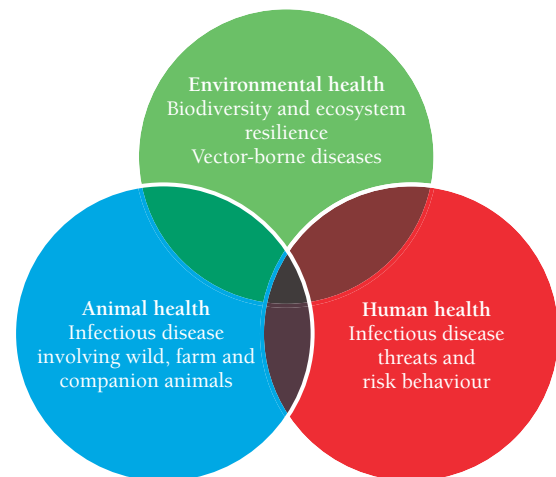 Environmental health
Biodiversity and ecosystem
resilience
Vector-borne diseases
Animal health
Infectious disease
involving wild, farm and
companion animals
Human health
Infectious disease
threats and
risk behaviour